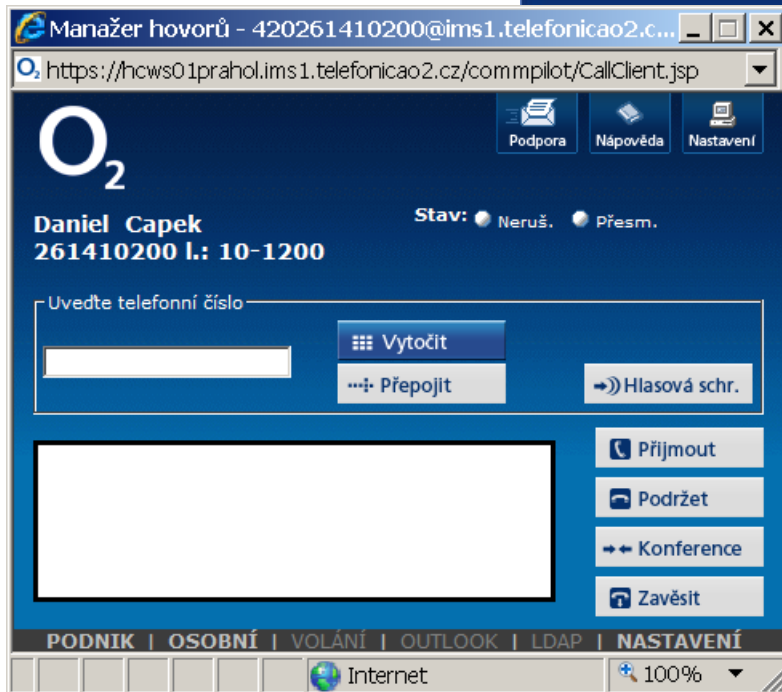 Manažer hovorů - 420261410200@ims1.telefonicao2.c...
O2 https://hcws01prahol.ims1.telefonicao2.cz/commpilot/CallClient.jsp
O2
Podpora Nápověda Nastavení
Daniel Capek
261410200 l.: 10-1200
Stav: Neruš. Přesm.
Uveďte telefonní číslo
Vytočit
Přepojit
Hlasová schr.
Přijmout
Podržet
Konference
Zavěsit
PODNIK | OSOBNÍ | VOLÁNÍ | OUTLOOK | LDAP | NASTAVENÍ
Internet 100%